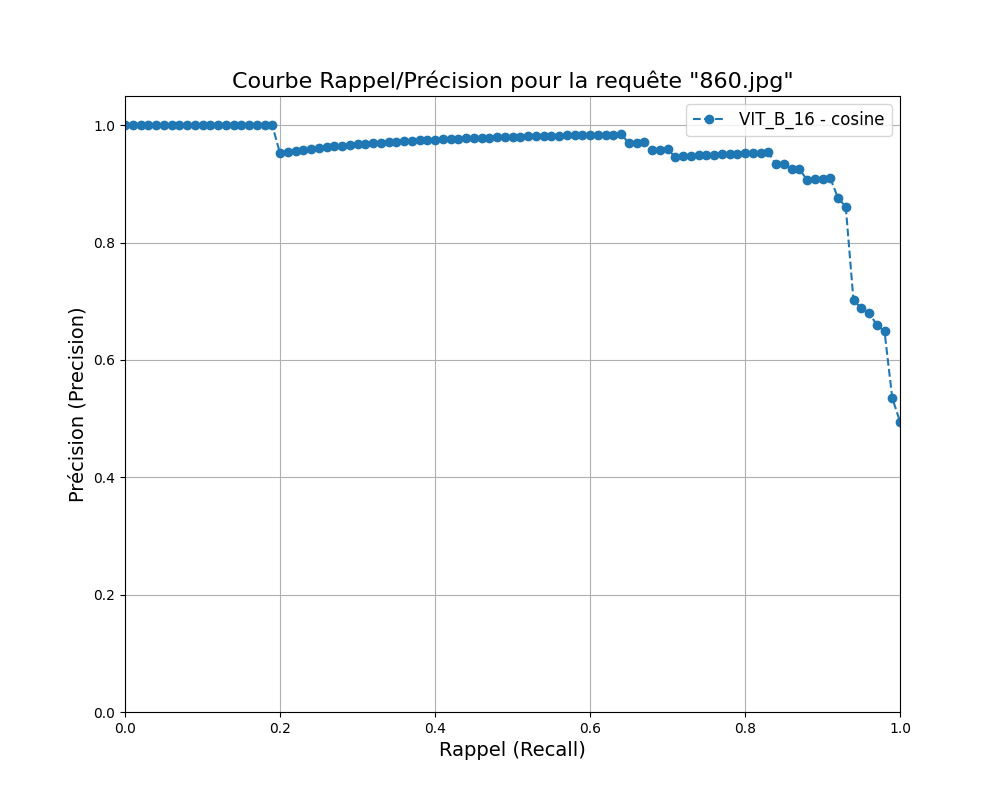 Courbe Rappel/Précision pour la requête "860.jpg"
VIT_B_16 - cosine
1.0
0.8
0.6
0.4
0.2
0.0
Précision (Precision)
0.0 0.2 0.4 0.6 0.8 1.0
Rappel (Recall)